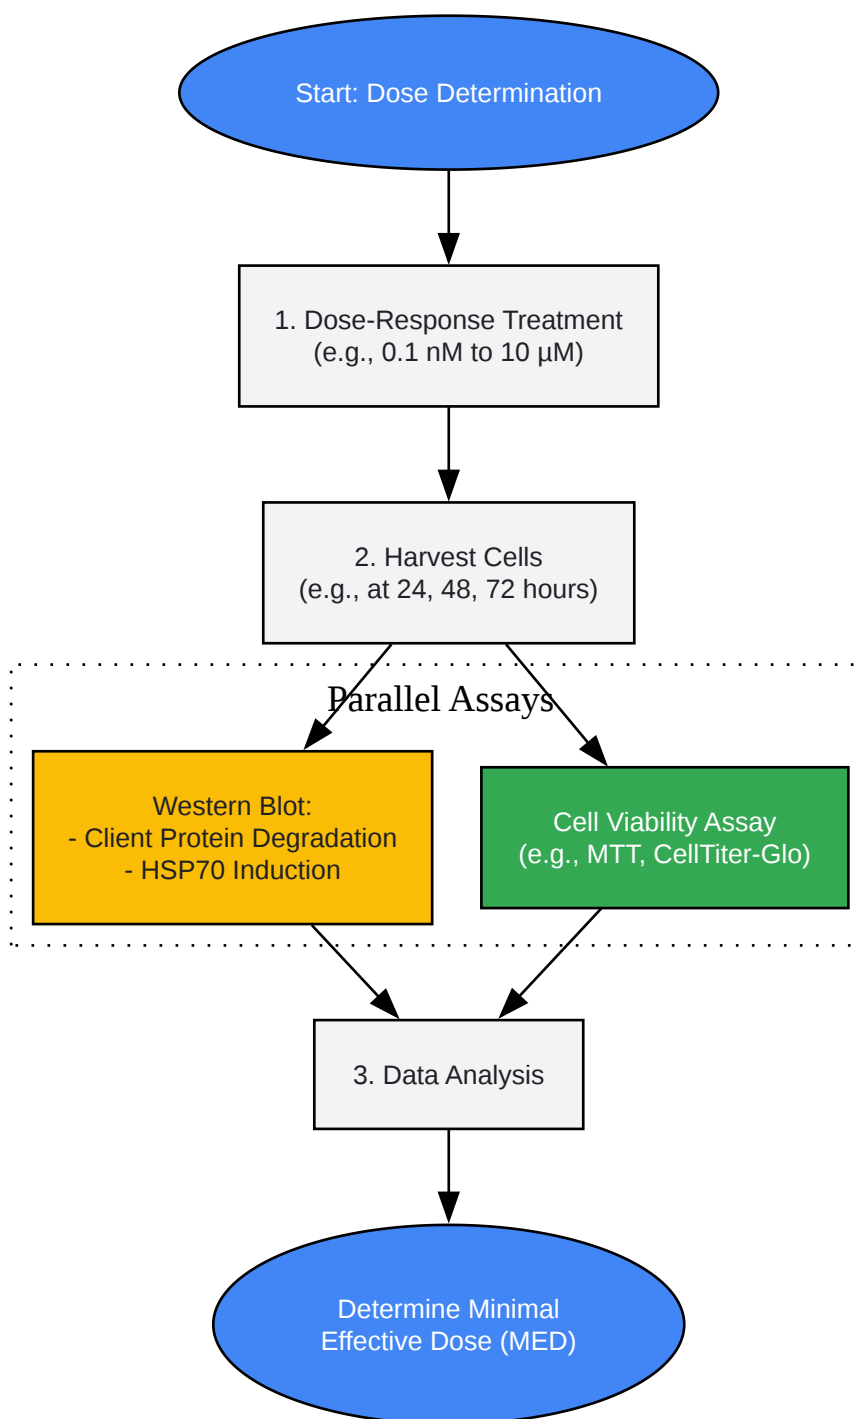 Start: Dose Determination
1. Dose-Response Treatment
(e.g., 0.1 nM to 10 µM)
2. Harvest Cells
(e.g., at 24, 48, 72 hours)
Parallel Assays
Western Blot:
- Client Protein Degradation
- HSP70 Induction
Cell Viability Assay
(e.g., MTT, CellTiter-Glo)
3. Data Analysis
Determine Minimal
Effective Dose (MED)